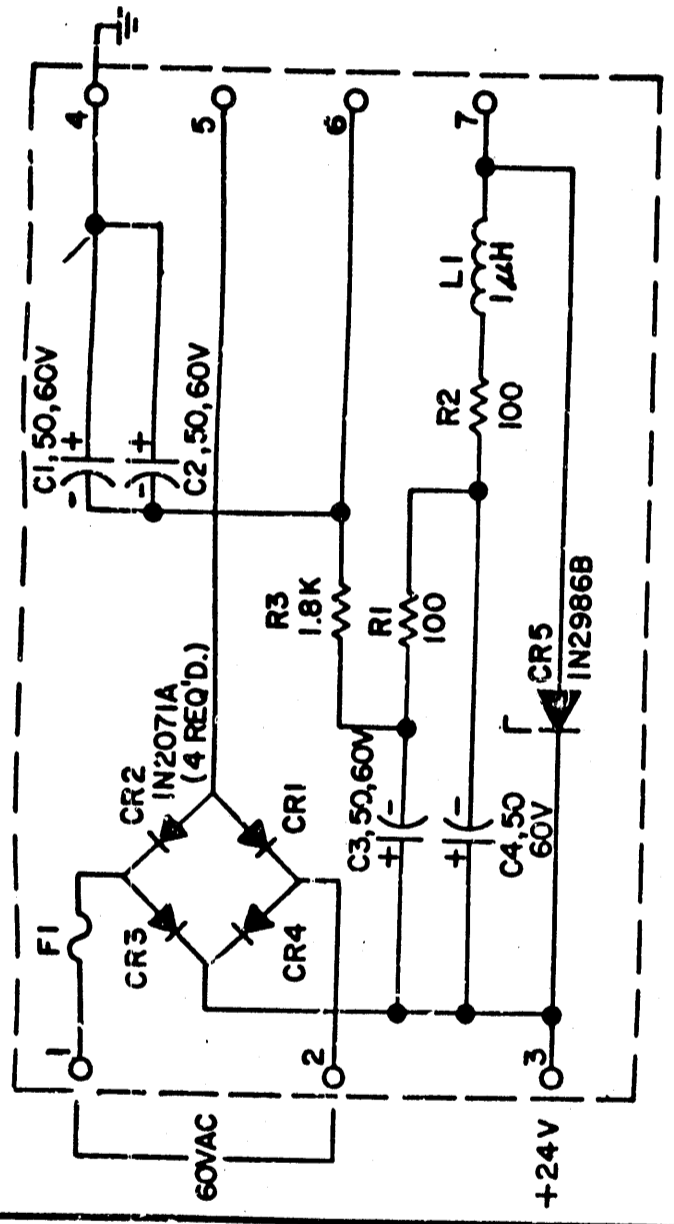 60VAC
1
F1
CR3
CR2
1N2071A
(4 REQ'D.)
CR4
CR1
2
C1,50,60V
- +
- +
C2,50,60V
4
5
R3
1.8K
6
C3,50,60V
+ -
R1
100
+ -
C4,50
60V
R2
100
L1
1µH
7
+24V
3
CR5
1N2986B